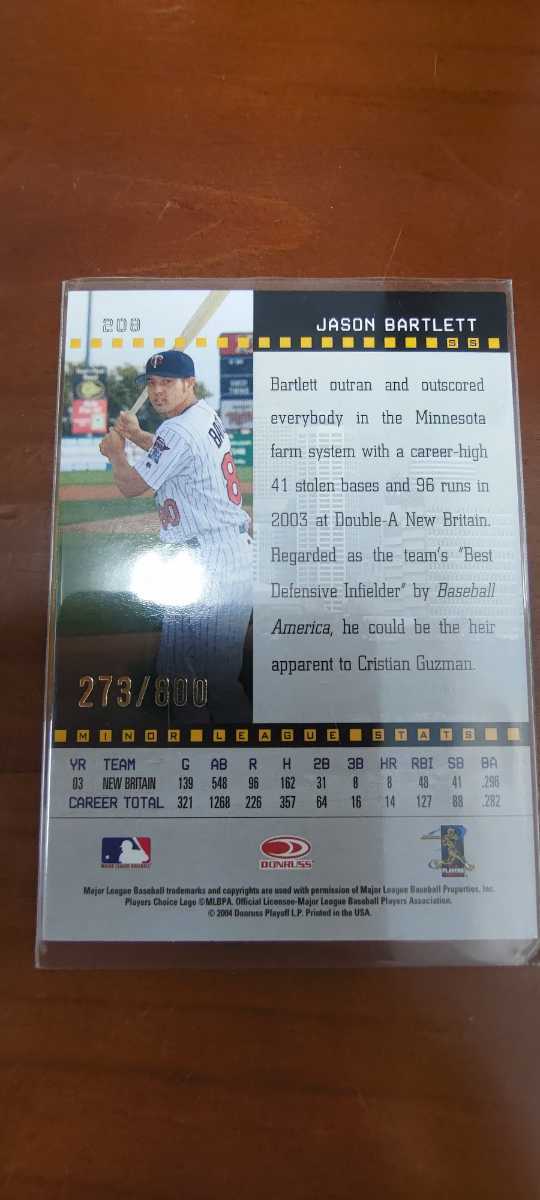 208
JASON BARTLETT
SS
Bartlett outran and outscored
everybody in the Minnesota
farm system with a career-high
41 stolen bases and 96 runs in
2003 at Double-A New Britain.
Regarded as the team's "Best
Defensive Infielder" by Baseball
America, he could be the heir
apparent to Cristian Guzman.
273/800
MINOR LEAGUE STATS
YR TEAM G AB R H 2B 3B HR RBI SB BA
03 NEW BRITAIN 139 548 96 162 31 8 8 48 41 .296
CAREER TOTAL 321 1268 226 357 64 16 14 127 88 .282
MAJOR LEAGUE BASEBALL
DONRUSS
PLAYERS
Major League Baseball trademarks and copyrights are used with permission of Major League Baseball Properties, Inc.
Players Choice Logo ©MLBPA. Official Licensee-Major League Baseball Players Association.
© 2004 Donruss Playoff L.P. Printed in the USA.